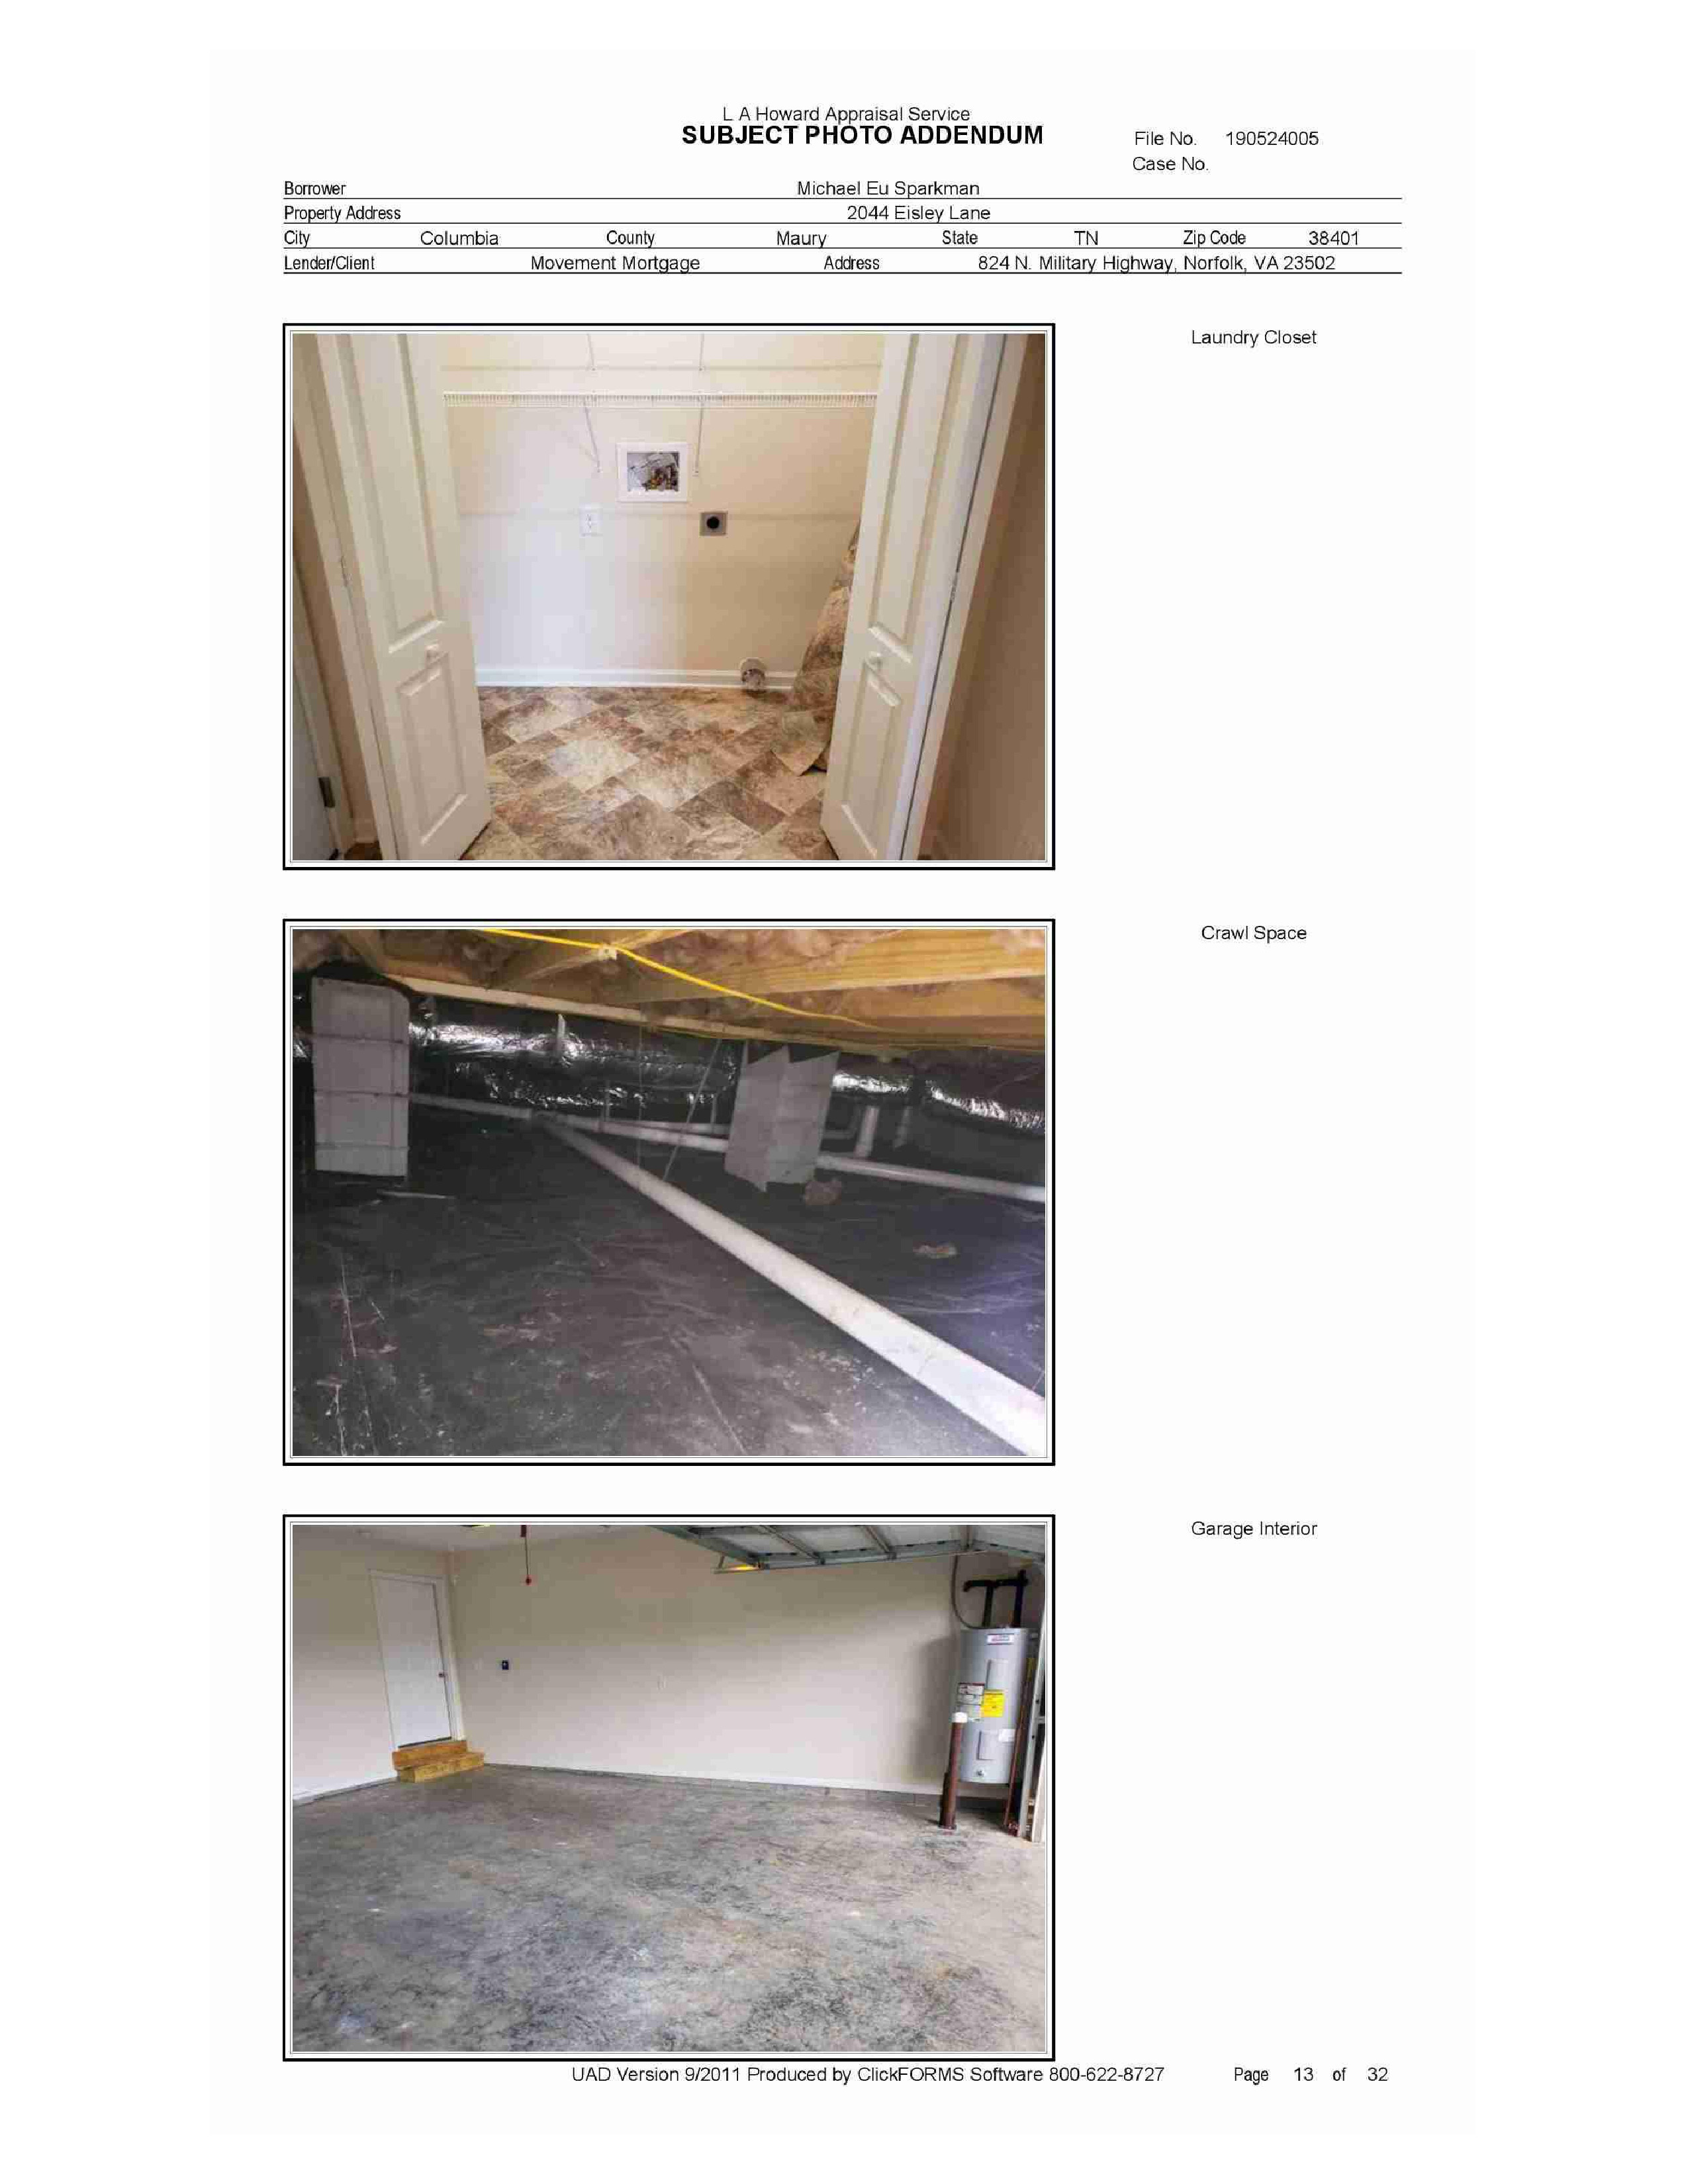 L A Howard Appraisal Service
SUBJECT PHOTO ADDENDUM
File No. 190524005
Case No.
Borrower Michael Eu Sparkman
Property Address 2044 Eisley Lane
City Columbia County Maury State TN Zip Code 38401
Lender/Client Movement Mortgage Address 824 N. Military Highway, Norfolk, VA 23502
Laundry Closet
Crawl Space
Garage Interior
UAD Version 9/2011 Produced by ClickFORMS Software 800-622-8727 Page 13 of 32